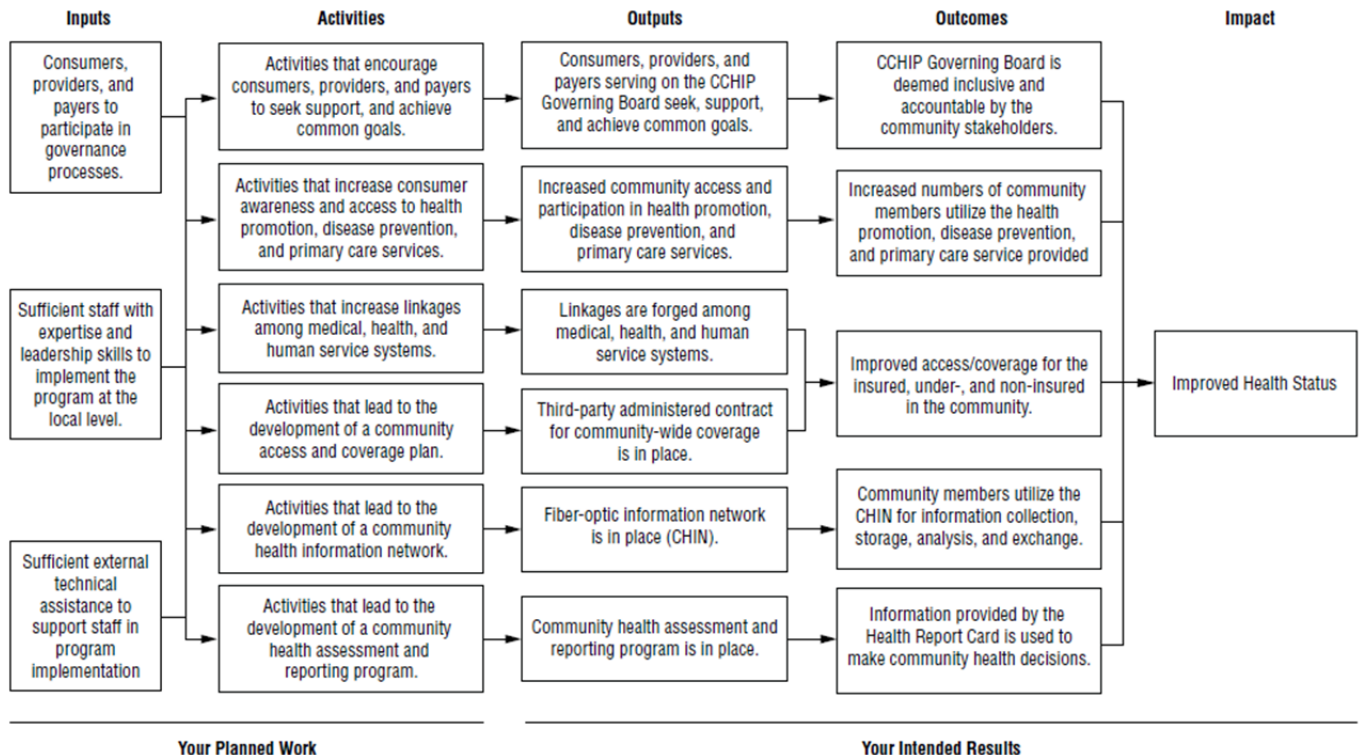 Inputs
Activities
Outputs
Outcomes
Impact
Consumers,
providers, and
payers to
participate in
governance
processes.
Sufficient staff with
expertise and
leadership skills to
implement the
program at the
local level.
Sufficient external
technical
assistance to
support staff in
program
implementation
Activities that encourage
consumers, providers, and payers
to seek support, and achieve
common goals.
Activities that increase consumer
awareness and access to health
promotion, disease prevention,
and primary care services.
Activities that increase linkages
among medical, health, and
human service systems.
Activities that lead to the
development of a community
access and coverage plan.
Activities that lead to the
development of a community
health information network.
Activities that lead to the
development of a community
health assessment and
reporting program.
Consumers, providers, and
payers serving on the CCHIP
Governing Board seek, support,
and achieve common goals.
Increased community access and
participation in health promotion,
disease prevention, and
primary care services.
Linkages are forged among
medical, health, and human
service systems.
Third-party administered contract
for community-wide coverage
is in place.
Fiber-optic information network
is in place (CHIN).
Community health assessment and
reporting program is in place.
CCHIP Governing Board is
deemed inclusive and
accountable by the
community stakeholders.
Increased numbers of community
members utilize the health
promotion, disease prevention,
and primary care service provided
Improved access/coverage for the
insured, under-, and non-insured
in the community.
Community members utilize the
CHIN for information collection,
storage, analysis, and exchange.
Information provided by the
Health Report Card is used to
make community health decisions.
Improved Health Status
Your Planned Work
Your Intended Results